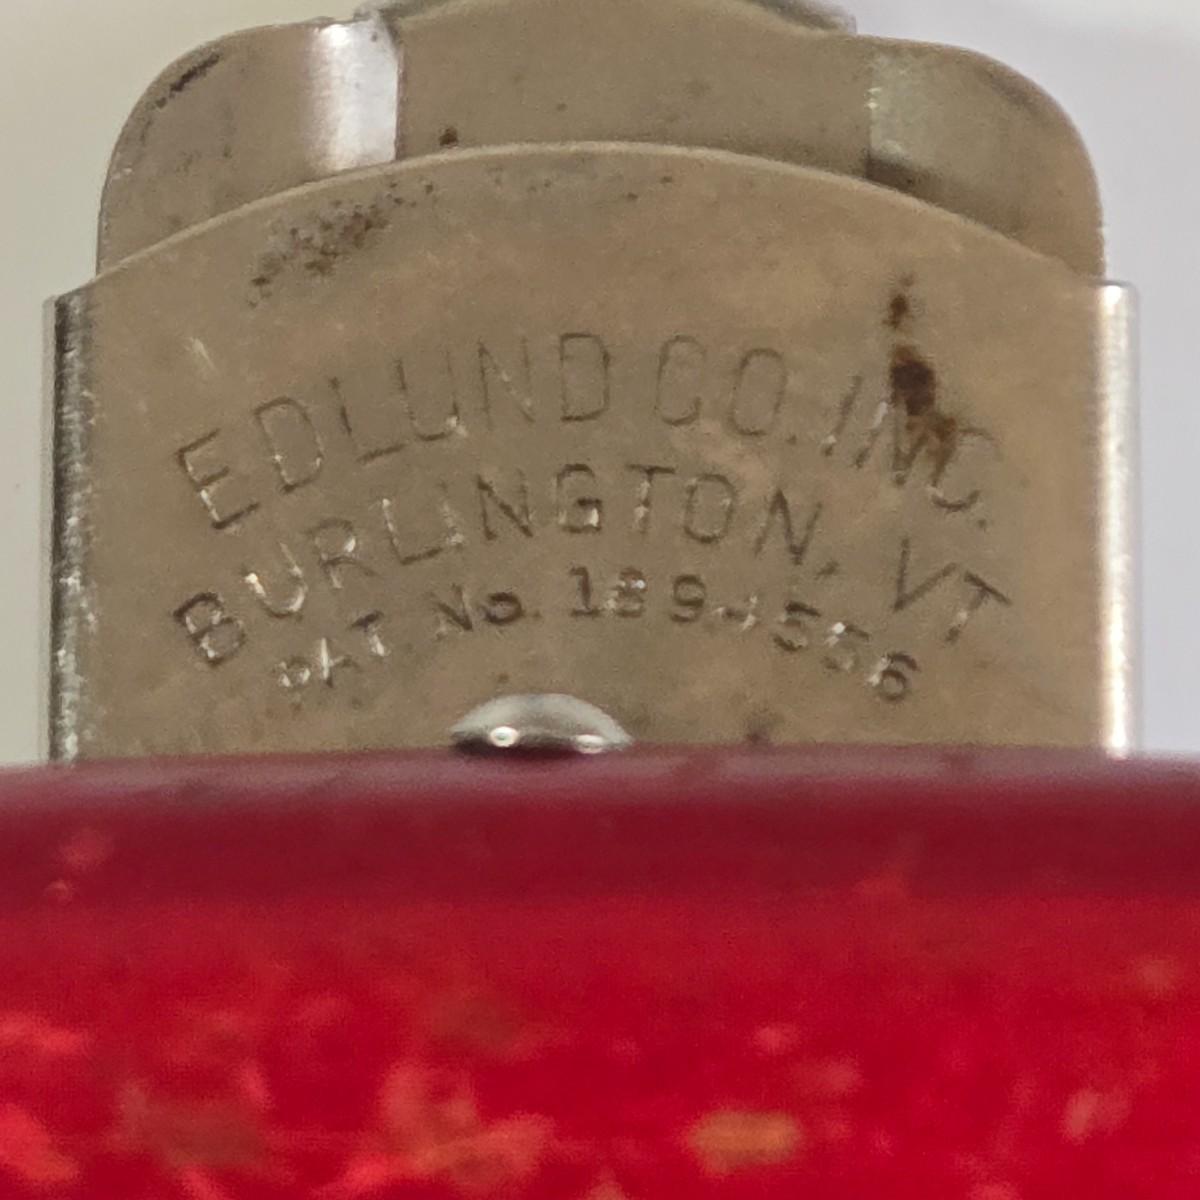 EDLUND CO. INC.
BURLINGTON, VT
PAT. No. 1894556